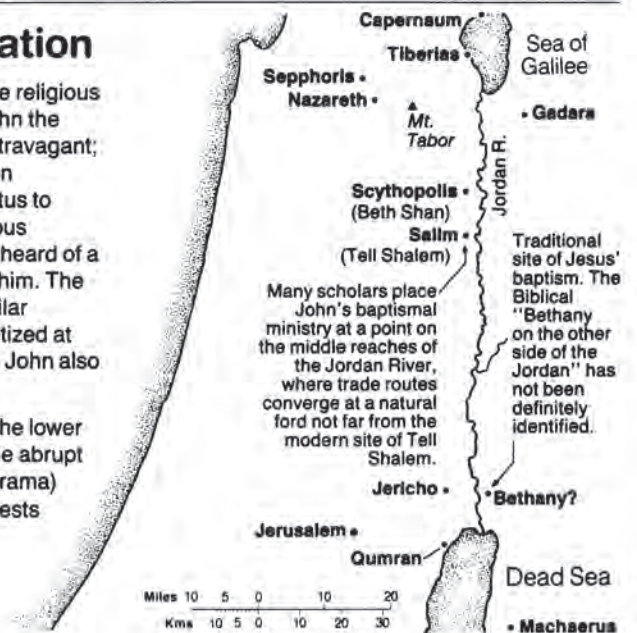 ation
e religious
hn the
travagant;
n
tus to
ous
heard of a
him. The
ilar
tized at
John also
he lower
e abrupt
rama)
ests
Capernaum
Tiberias
Sea of
Galilee
Sepphoris
Nazareth
Mt.
Tabor
Gadara
Jordan R.
Scythopolis
(Beth Shan)
Salim
(Tell Shalem)
Many scholars place
John's baptismal
ministry at a point on
the middle reaches of
the Jordan River,
where trade routes
converge at a natural
ford not far from the
modern site of Tell
Shalem.
Traditional
site of Jesus'
baptism. The
Biblical
"Bethany
on the other
side of the
Jordan" has
not been
definitely
identified.
Jericho
Bethany?
Jerusalem
Qumran
Dead Sea
Machaerus
Miles 10 5 0 10 20
Kms 10 5 0 10 20 30